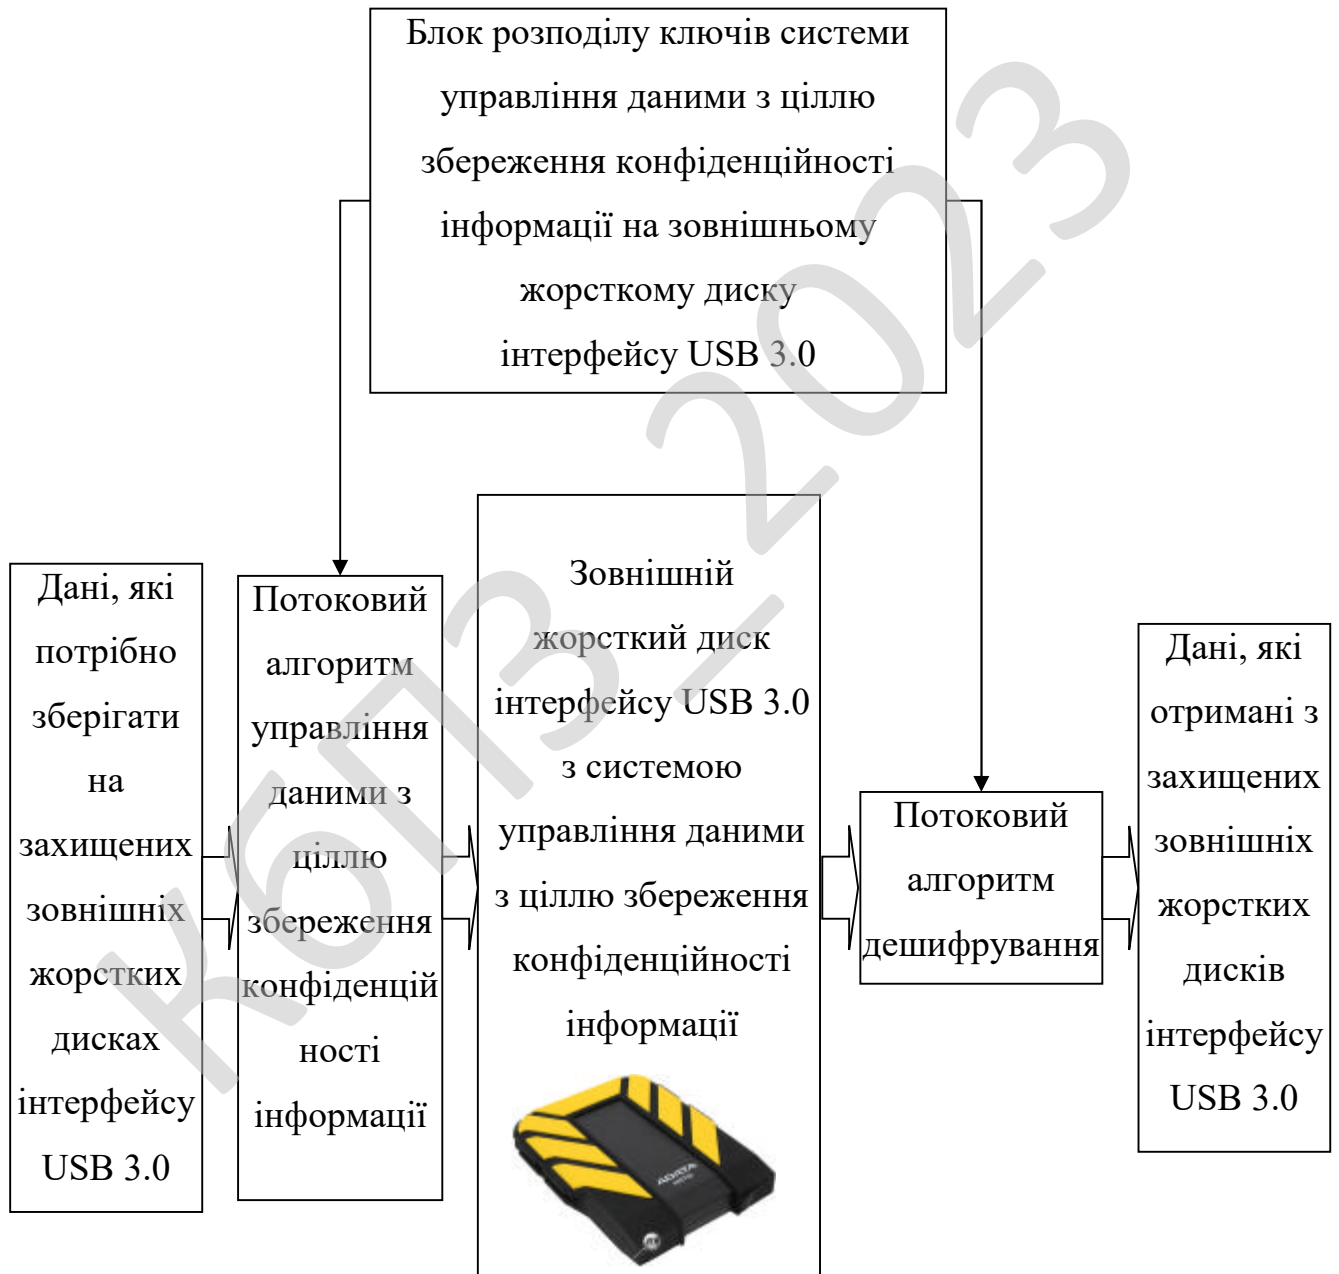 Блок розподілу ключів системи
управління даними з ціллю
збереження конфіденційності
інформації на зовнішньому
жорсткому диску
інтерфейсу USB 3.0
Дані, які
потрібно
зберігати
на
захищених
зовнішніх
жорстких
дисках
інтерфейсу
USB 3.0
Потоковий
алгоритм
управління
даними з
ціллю
збереження
конфіденцій
ності
інформації
Зовнішній
жорсткий диск
інтерфейсу USB 3.0
з системою
управління даними
з ціллю збереження
конфіденційності
інформації
ADATA
Потоковий
алгоритм
дешифрування
Дані, які
отримані з
захищених
зовнішніх
жорстких
дисків
інтерфейсу
USB 3.0
КбПЗ_2023